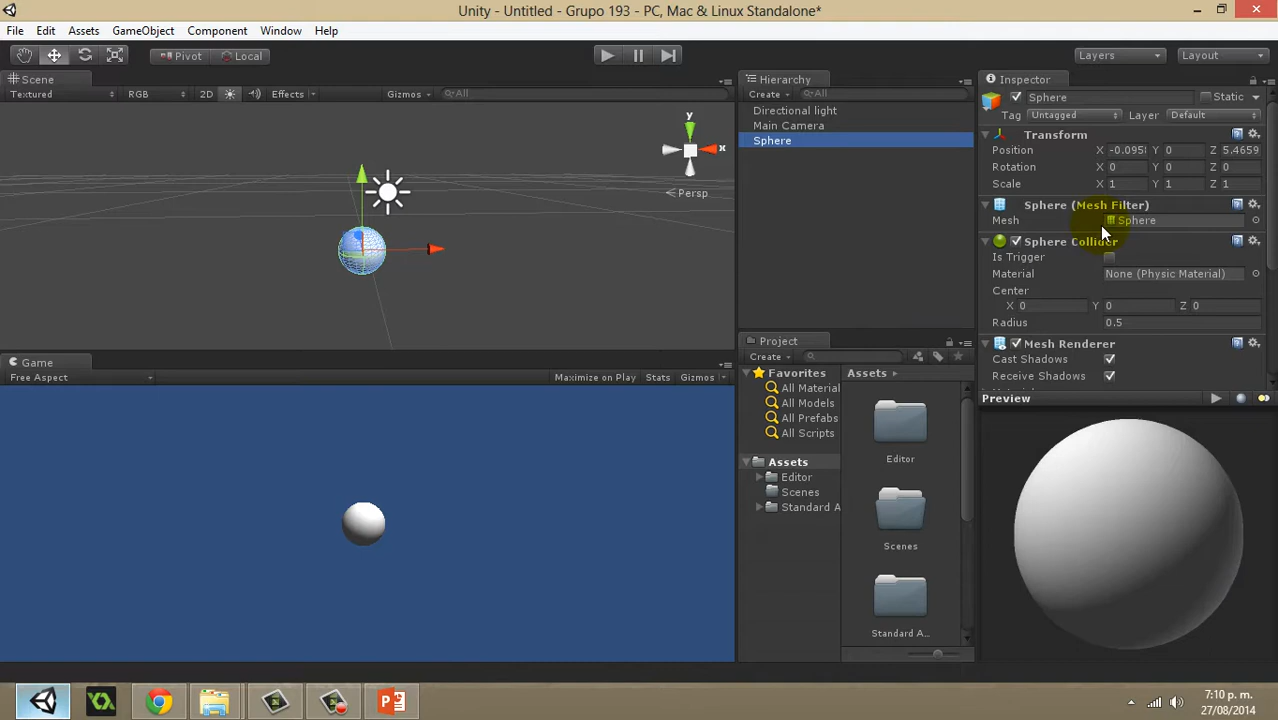 Unity - Untitled - Grupo 193 - PC, Mac & Linux Standalone*
File Edit Assets GameObject Component Window Help
Pivot Local Layers Layout
Scene
Textured RGB 2D Effects Gizmos All
y
x
Persp
Game
Free Aspect Maximize on Play Stats Gizmos
Hierarchy
Create All
Directional light
Main Camera
Sphere
Project
Create
Favorites
All Material
All Models
All Prefabs
All Scripts
Assets
Editor
Scenes
Standard A
Assets
Editor
Scenes
Standard A...
Inspector
Sphere Static
Tag Untagged Layer Default
Transform
Position X -0.095 Y 0 Z 5.4659
Rotation X 0 Y 0 Z 0
Scale X 1 Y 1 Z 1
Sphere (Mesh Filter)
Mesh Sphere
Sphere Collider
Is Trigger
Material None (Physic Material)
Center
X 0 Y 0 Z 0
Radius 0.5
Mesh Renderer
Cast Shadows
Receive Shadows
Preview
7:10 p. m.
27/08/2014